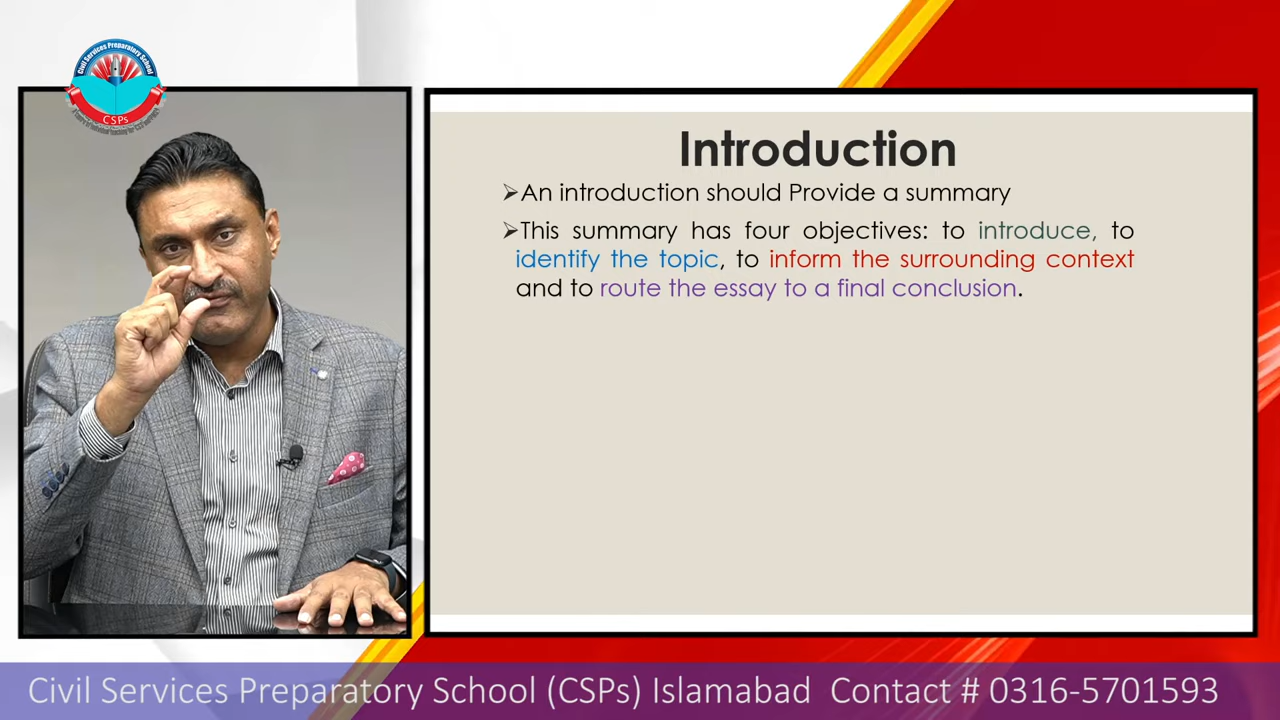 Civil Services Preparatory School
CSPs
Introduction
➢An introduction should Provide a summary
➢This summary has four objectives: to introduce, to
identify the topic, to inform the surrounding context
and to route the essay to a final conclusion.
Civil Services Preparatory School (CSPs) Islamabad Contact # 0316-5701593